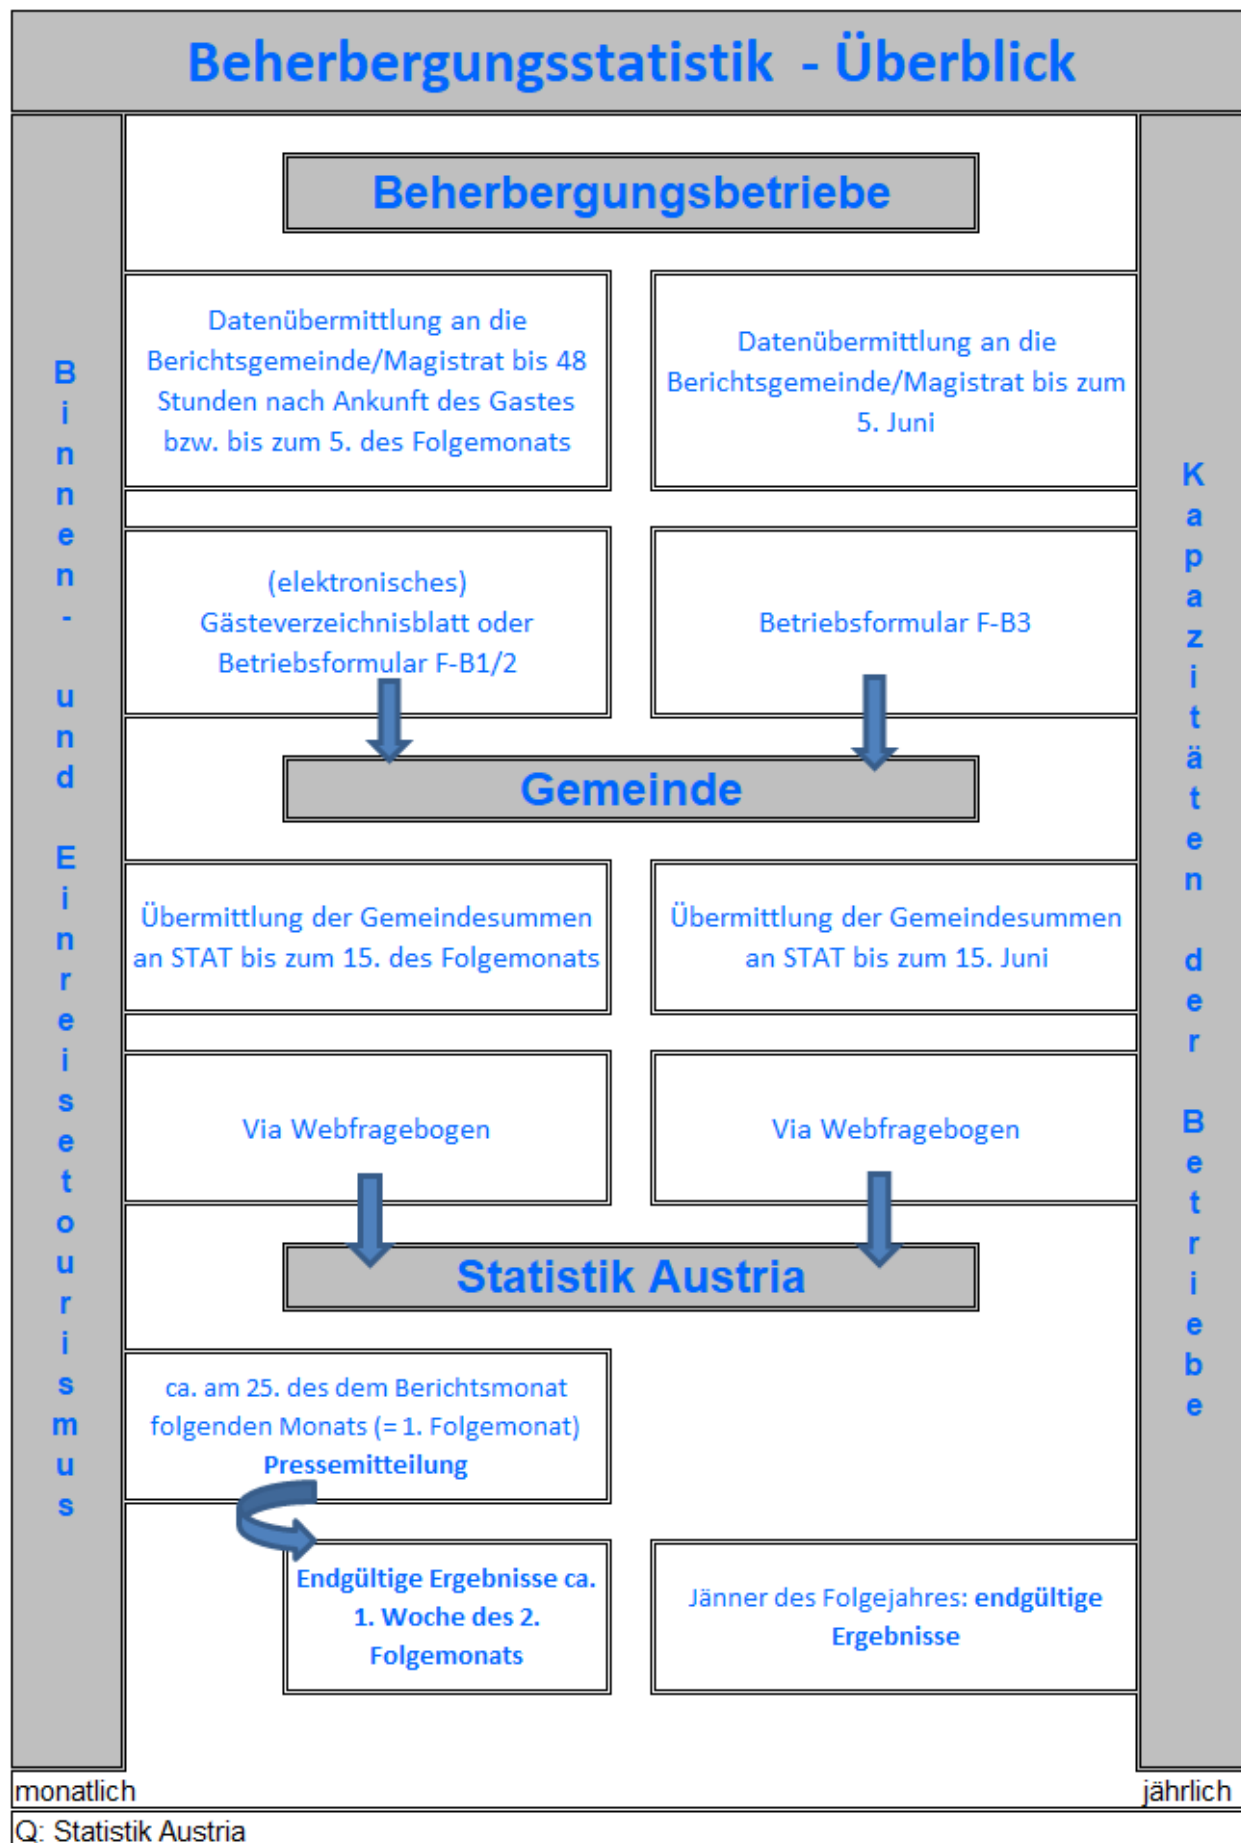 Beherbergungsstatistik - Überblick
Binnen- und Einreisetourismus
Beherbergungsbetriebe
Datenübermittlung an die
Berichtsgemeinde/Magistrat bis 48
Stunden nach Ankunft des Gastes
bzw. bis zum 5. des Folgemonats
Datenübermittlung an die
Berichtsgemeinde/Magistrat bis zum
5. Juni
(elektronisches)
Gästeverzeichnisblatt oder
Betriebsformular F-B1/2
Betriebsformular F-B3
Gemeinde
Übermittlung der Gemeindesummen
an STAT bis zum 15. des Folgemonats
Übermittlung der Gemeindesummen
an STAT bis zum 15. Juni
Via Webfragebogen
Via Webfragebogen
Statistik Austria
ca. am 25. des dem Berichtsmonat
folgenden Monats (= 1. Folgemonat)
Pressemitteilung
Endgültige Ergebnisse ca.
1. Woche des 2.
Folgemonats
Jänner des Folgejahres: endgültige
Ergebnisse
Kapazitäten der Betriebe
monatlich
jährlich
Q: Statistik Austria